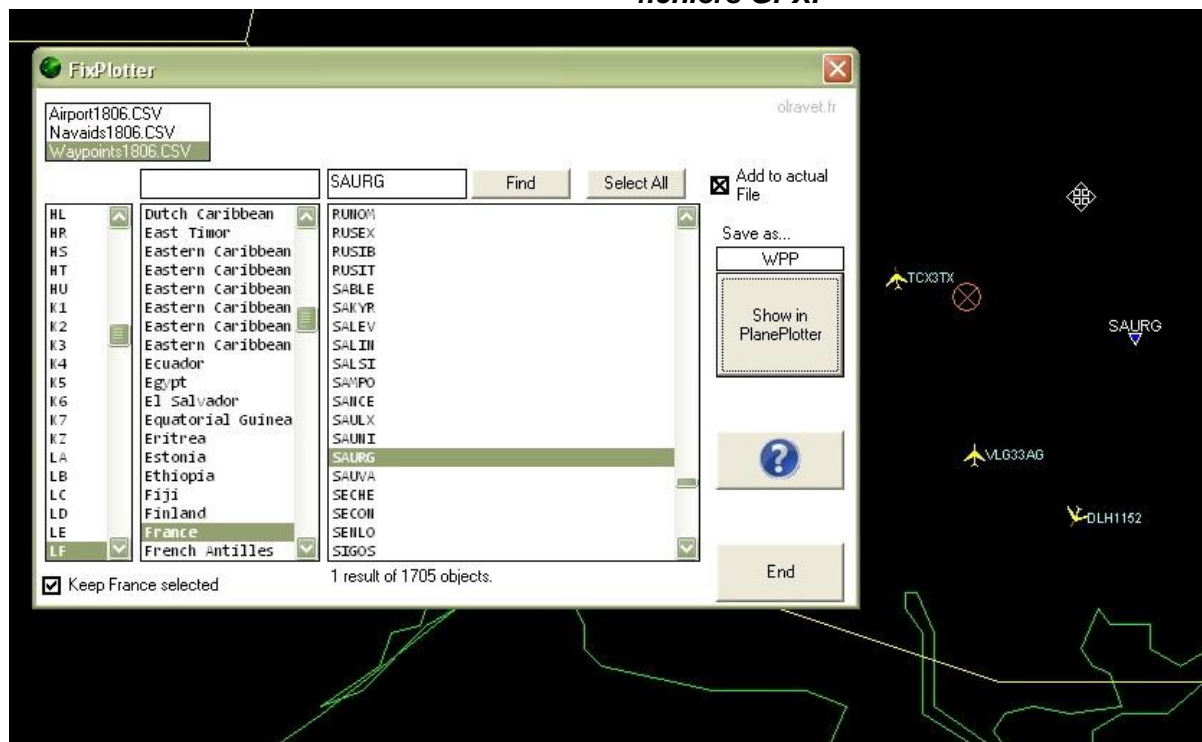 FixPlotter
olravet.fr
Airport1806.CSV
Navaids1806.CSV
Waypoints1806.CSV
SAURG
Find
Select All
Add to actual
File
HL
HR
HS
HT
HU
K1
K2
K3
K4
K5
K6
K7
KZ
LA
LB
LC
LD
LE
LF
Dutch Caribbean
East Timor
Eastern Caribbean
Eastern Caribbean
Eastern Caribbean
Eastern Caribbean
Eastern Caribbean
Eastern Caribbean
Ecuador
Egypt
El Salvador
Equatorial Guinea
Eritrea
Estonia
Ethiopia
Fiji
Finland
France
French Antilles
RUNOM
RUSEX
RUSIB
RUSIT
SABLE
SAKYR
SALEV
SALIN
SALSI
SAMPO
SANCE
SAULX
SAUNI
SAURG
SAUVA
SECHE
SECON
SENLO
SIGOS
Save as...
WPP
Show in
PlanePlotter
End
Keep France selected
1 result of 1705 objects.
TCX3TX
SAURG
VLG33AG
DLH1152